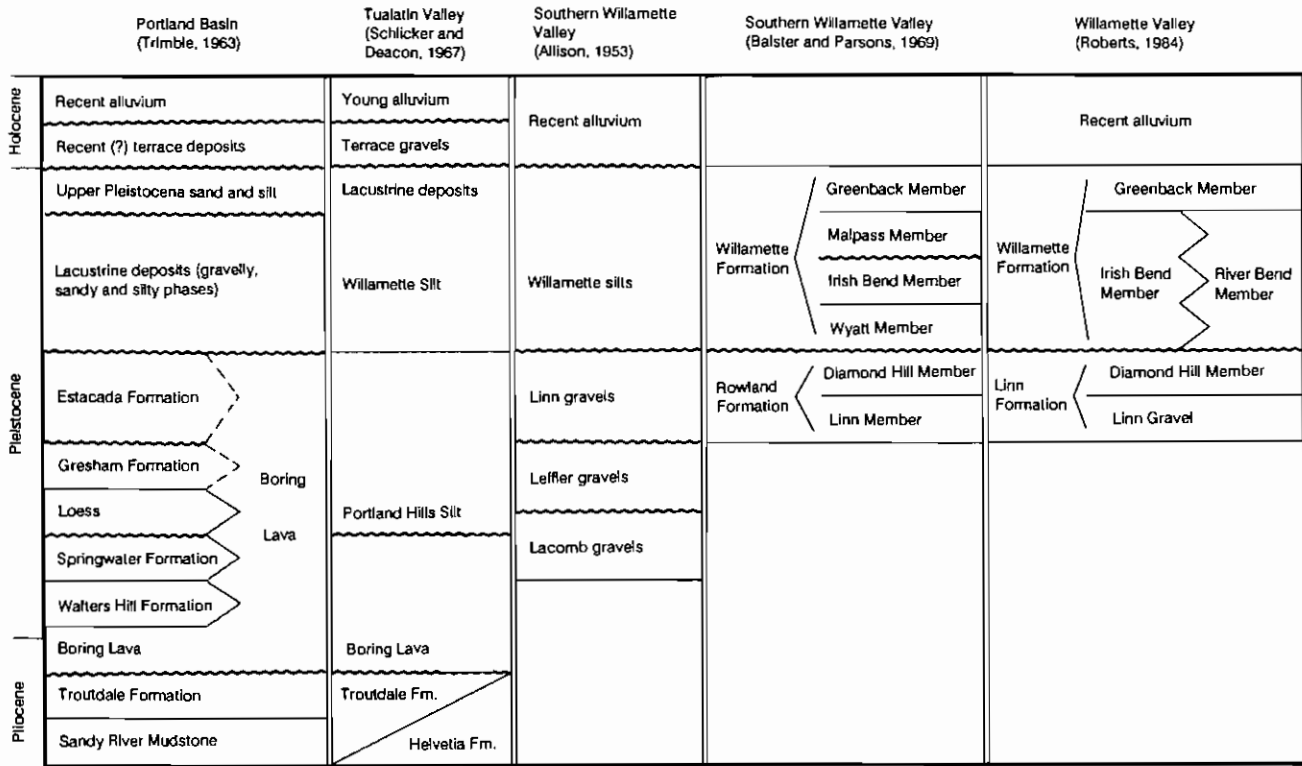 Portland Basin
(Trimble, 1963)
Tualatin Valley
(Schlicker and
Deacon, 1967)
Southern Willamette
Valley
(Allison, 1953)
Southern Willamette Valley
(Balster and Parsons, 1969)
Willamette Valley
(Roberts, 1984)
Holocene
Pleistocene
Pliocene
Recent alluvium
Recent (?) terrace deposits
Upper Pleistocena sand and silt
Lacustrine deposits (gravelly,
sandy and silty phases)
Estacada Formation
Gresham Formation
Loess
Springwater Formation
Walters Hill Formation
Boring
Lava
Boring Lava
Troutdale Formation
Sandy River Mudstone
Young alluvium
Terrace gravels
Lacustrine deposits
Willamette Silt
Portland Hills Silt
Boring Lava
Troutdale Fm.
Helvetia Fm.
Recent alluvium
Willamette silts
Linn gravels
Leffler gravels
Lacomb gravels
Willamette
Formation
Greenback Member
Malpass Member
Irish Bend Member
Wyatt Member
Rowland
Formation
Diamond Hill Member
Linn Member
Recent alluvium
Willamette
Formation
Greenback Member
Irish Bend
Member
River Bend
Member
Linn
Formation
Diamond Hill Member
Linn Gravel